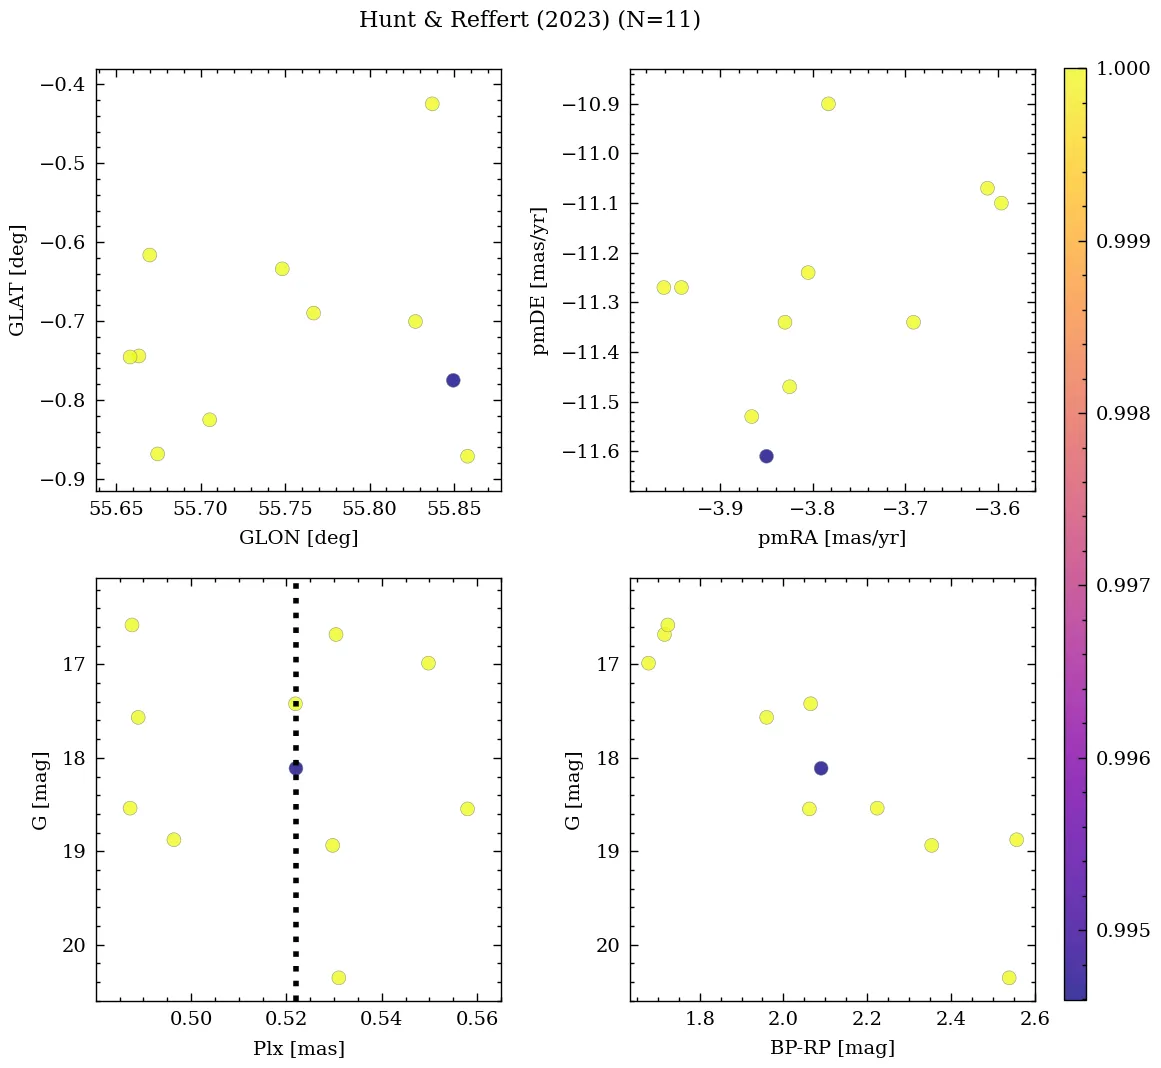 Hunt & Reffert (2023) (N=11)
−0.4
−0.5
−0.6
−0.7
−0.8
−0.9
GLAT [deg]
55.65 55.70 55.75 55.80 55.85
GLON [deg]
−10.9
−11.0
−11.1
−11.2
−11.3
−11.4
−11.5
−11.6
pmDE [mas/yr]
−3.9 −3.8 −3.7 −3.6
pmRA [mas/yr]
17
18
19
20
G [mag]
0.50 0.52 0.54 0.56
Plx [mas]
17
18
19
20
G [mag]
1.8 2.0 2.2 2.4 2.6
BP-RP [mag]
1.000
0.999
0.998
0.997
0.996
0.995